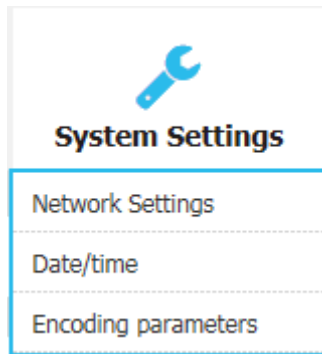 System Settings
Network Settings
Date/time
Encoding parameters